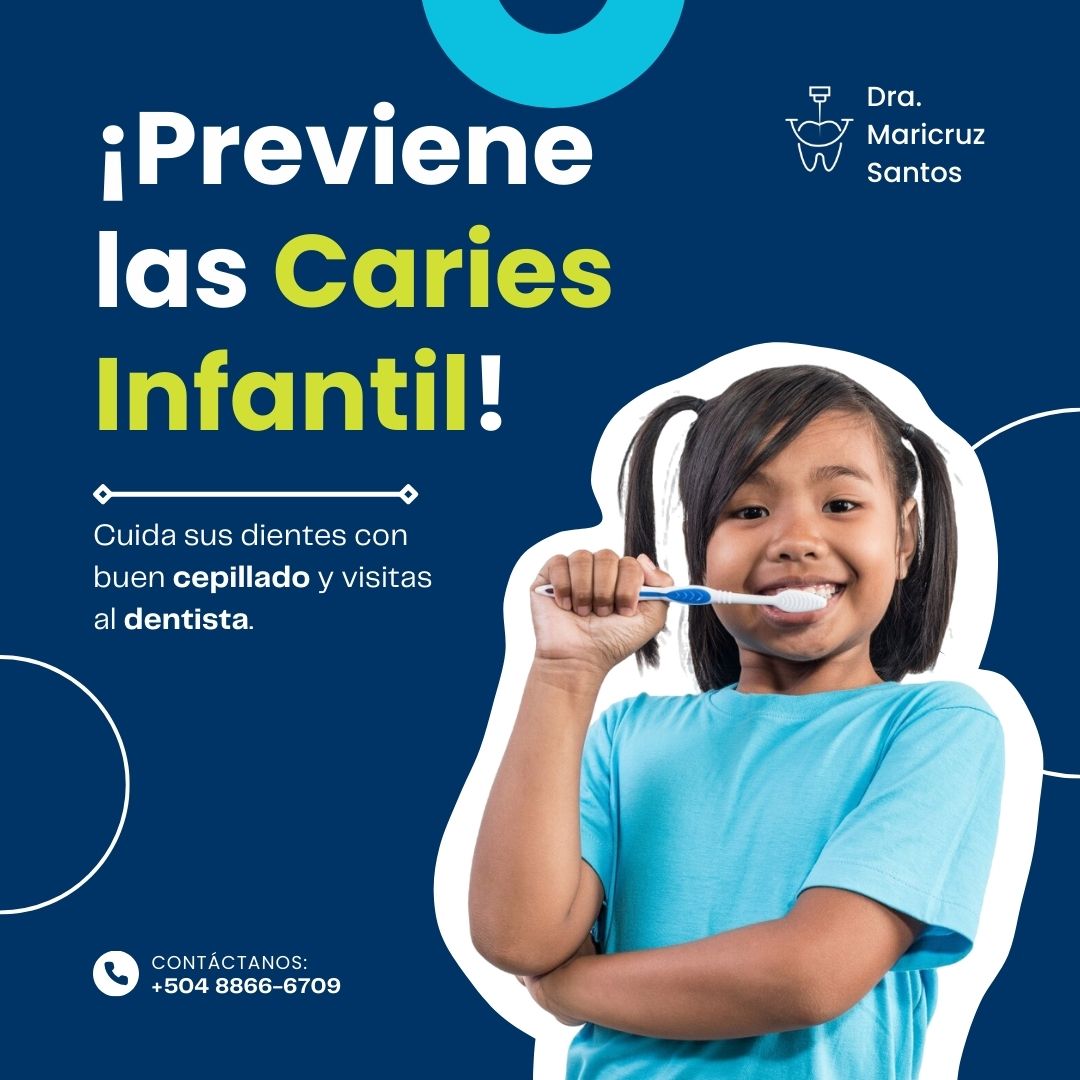 ¡Previene
las Caries
Infantil!
Dra.
Maricruz
Santos
Cuida sus dientes con
buen cepillado y visitas
al dentista.
CONTÁCTANOS:
+504 8866-6709